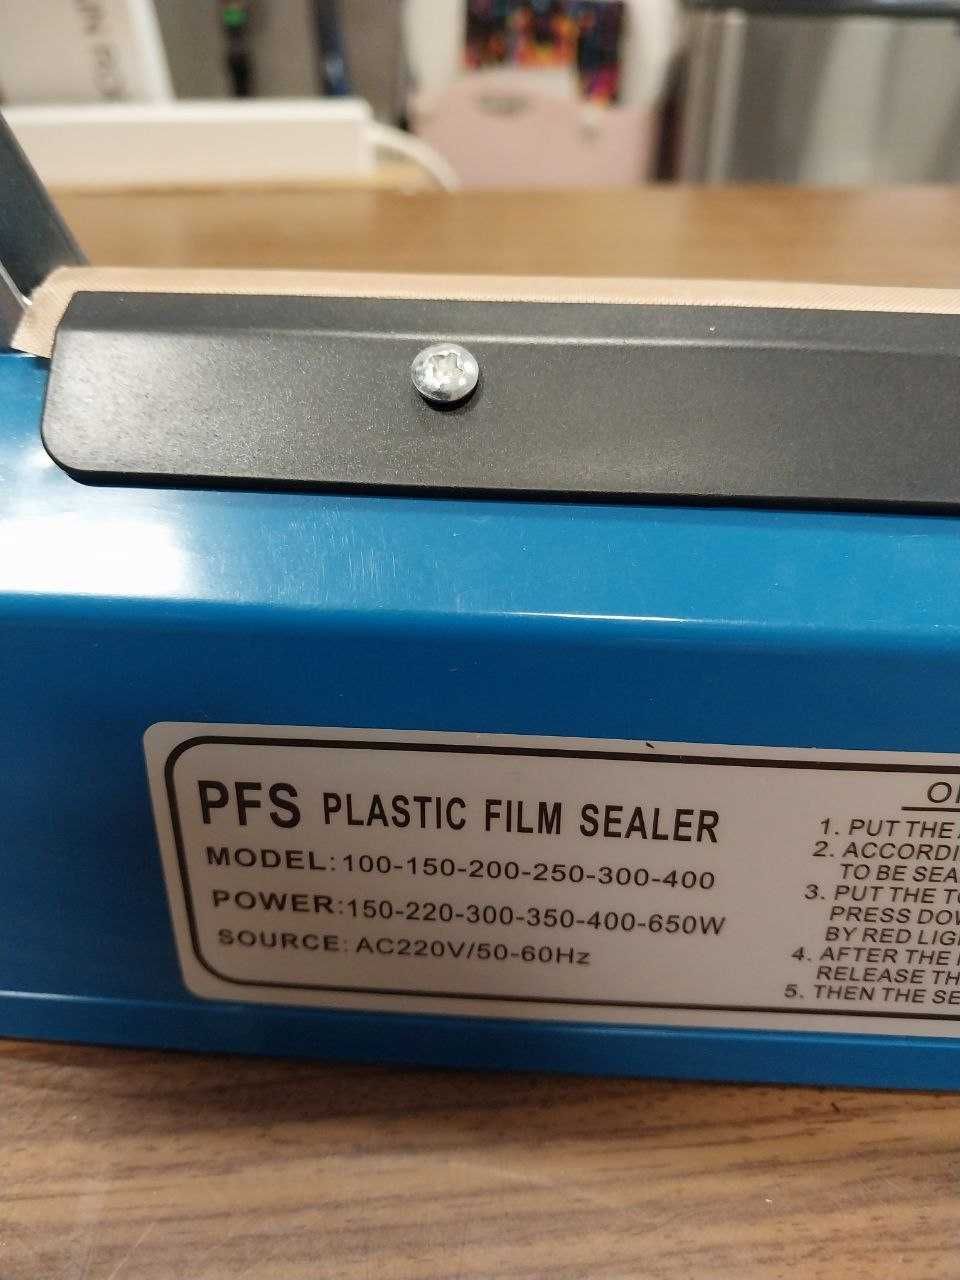 PFS PLASTIC FILM SEALER
MODEL: 100-150-200-250-300-400
POWER: 150-220-300-350-400-650W
SOURCE: AC220V/50-60Hz
1. PUT THE
2. ACCORDI
TO BE SEA
3. PUT THE
PRESS DOW
BY RED LIG
4. AFTER THE
RELEASE TH
5. THEN THE SE